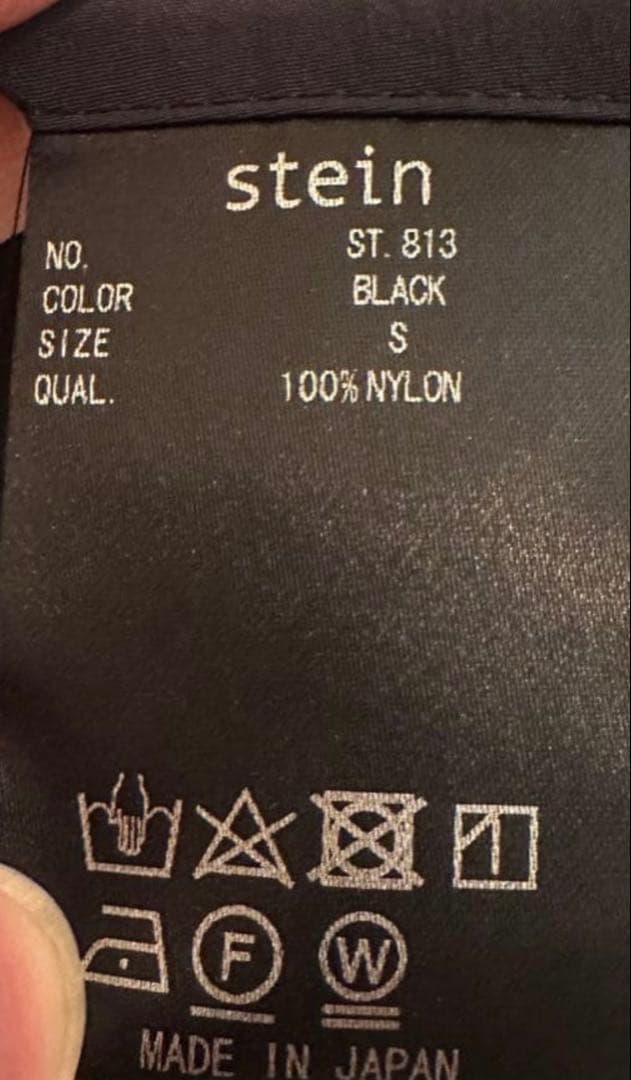 stein
NO. ST. 813
COLOR BLACK
SIZE S
QUAL. 100% NYLON
F W
MADE IN JAPAN